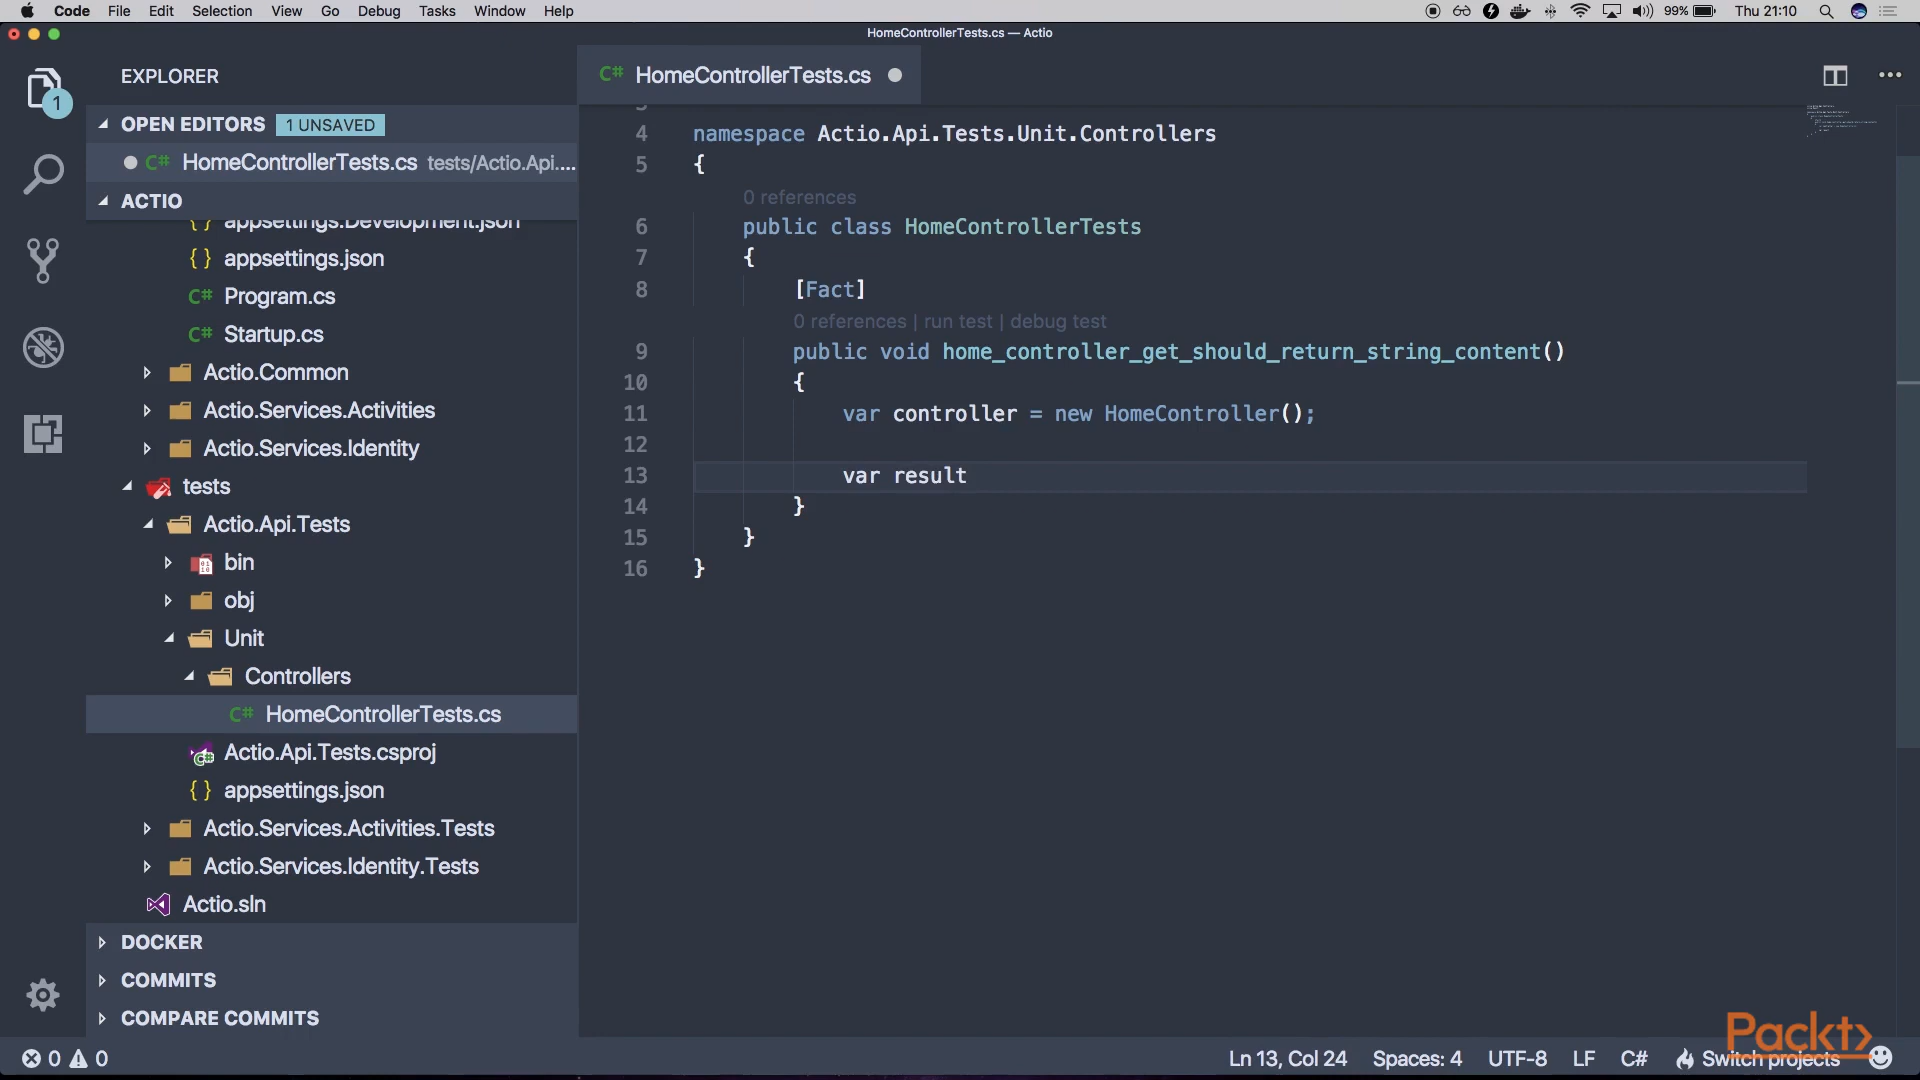 Code File Edit Selection View Go Debug Tasks Window Help
99% Thu 21:10
HomeControllerTests.cs — Actio
EXPLORER
1
OPEN EDITORS 1 UNSAVED
C# HomeControllerTests.cs tests/Actio.Api....
ACTIO
{ } appsettings.Development.json
{ } appsettings.json
C# Program.cs
C# Startup.cs
Actio.Common
Actio.Services.Activities
Actio.Services.Identity
tests
Actio.Api.Tests
bin
obj
Unit
Controllers
C# HomeControllerTests.cs
Actio.Api.Tests.csproj
{ } appsettings.json
Actio.Services.Activities.Tests
Actio.Services.Identity.Tests
Actio.sln
DOCKER
COMMITS
COMPARE COMMITS
C# HomeControllerTests.cs
3
4 namespace Actio.Api.Tests.Unit.Controllers
5 {
0 references
6 public class HomeControllerTests
7 {
8 [Fact]
0 references | run test | debug test
9 public void home_controller_get_should_return_string_content()
10 {
11 var controller = new HomeController();
12
13 var result
14 }
15 }
16 }
Packt>
0 0
Ln 13, Col 24 Spaces: 4 UTF-8 LF C# Switch projects